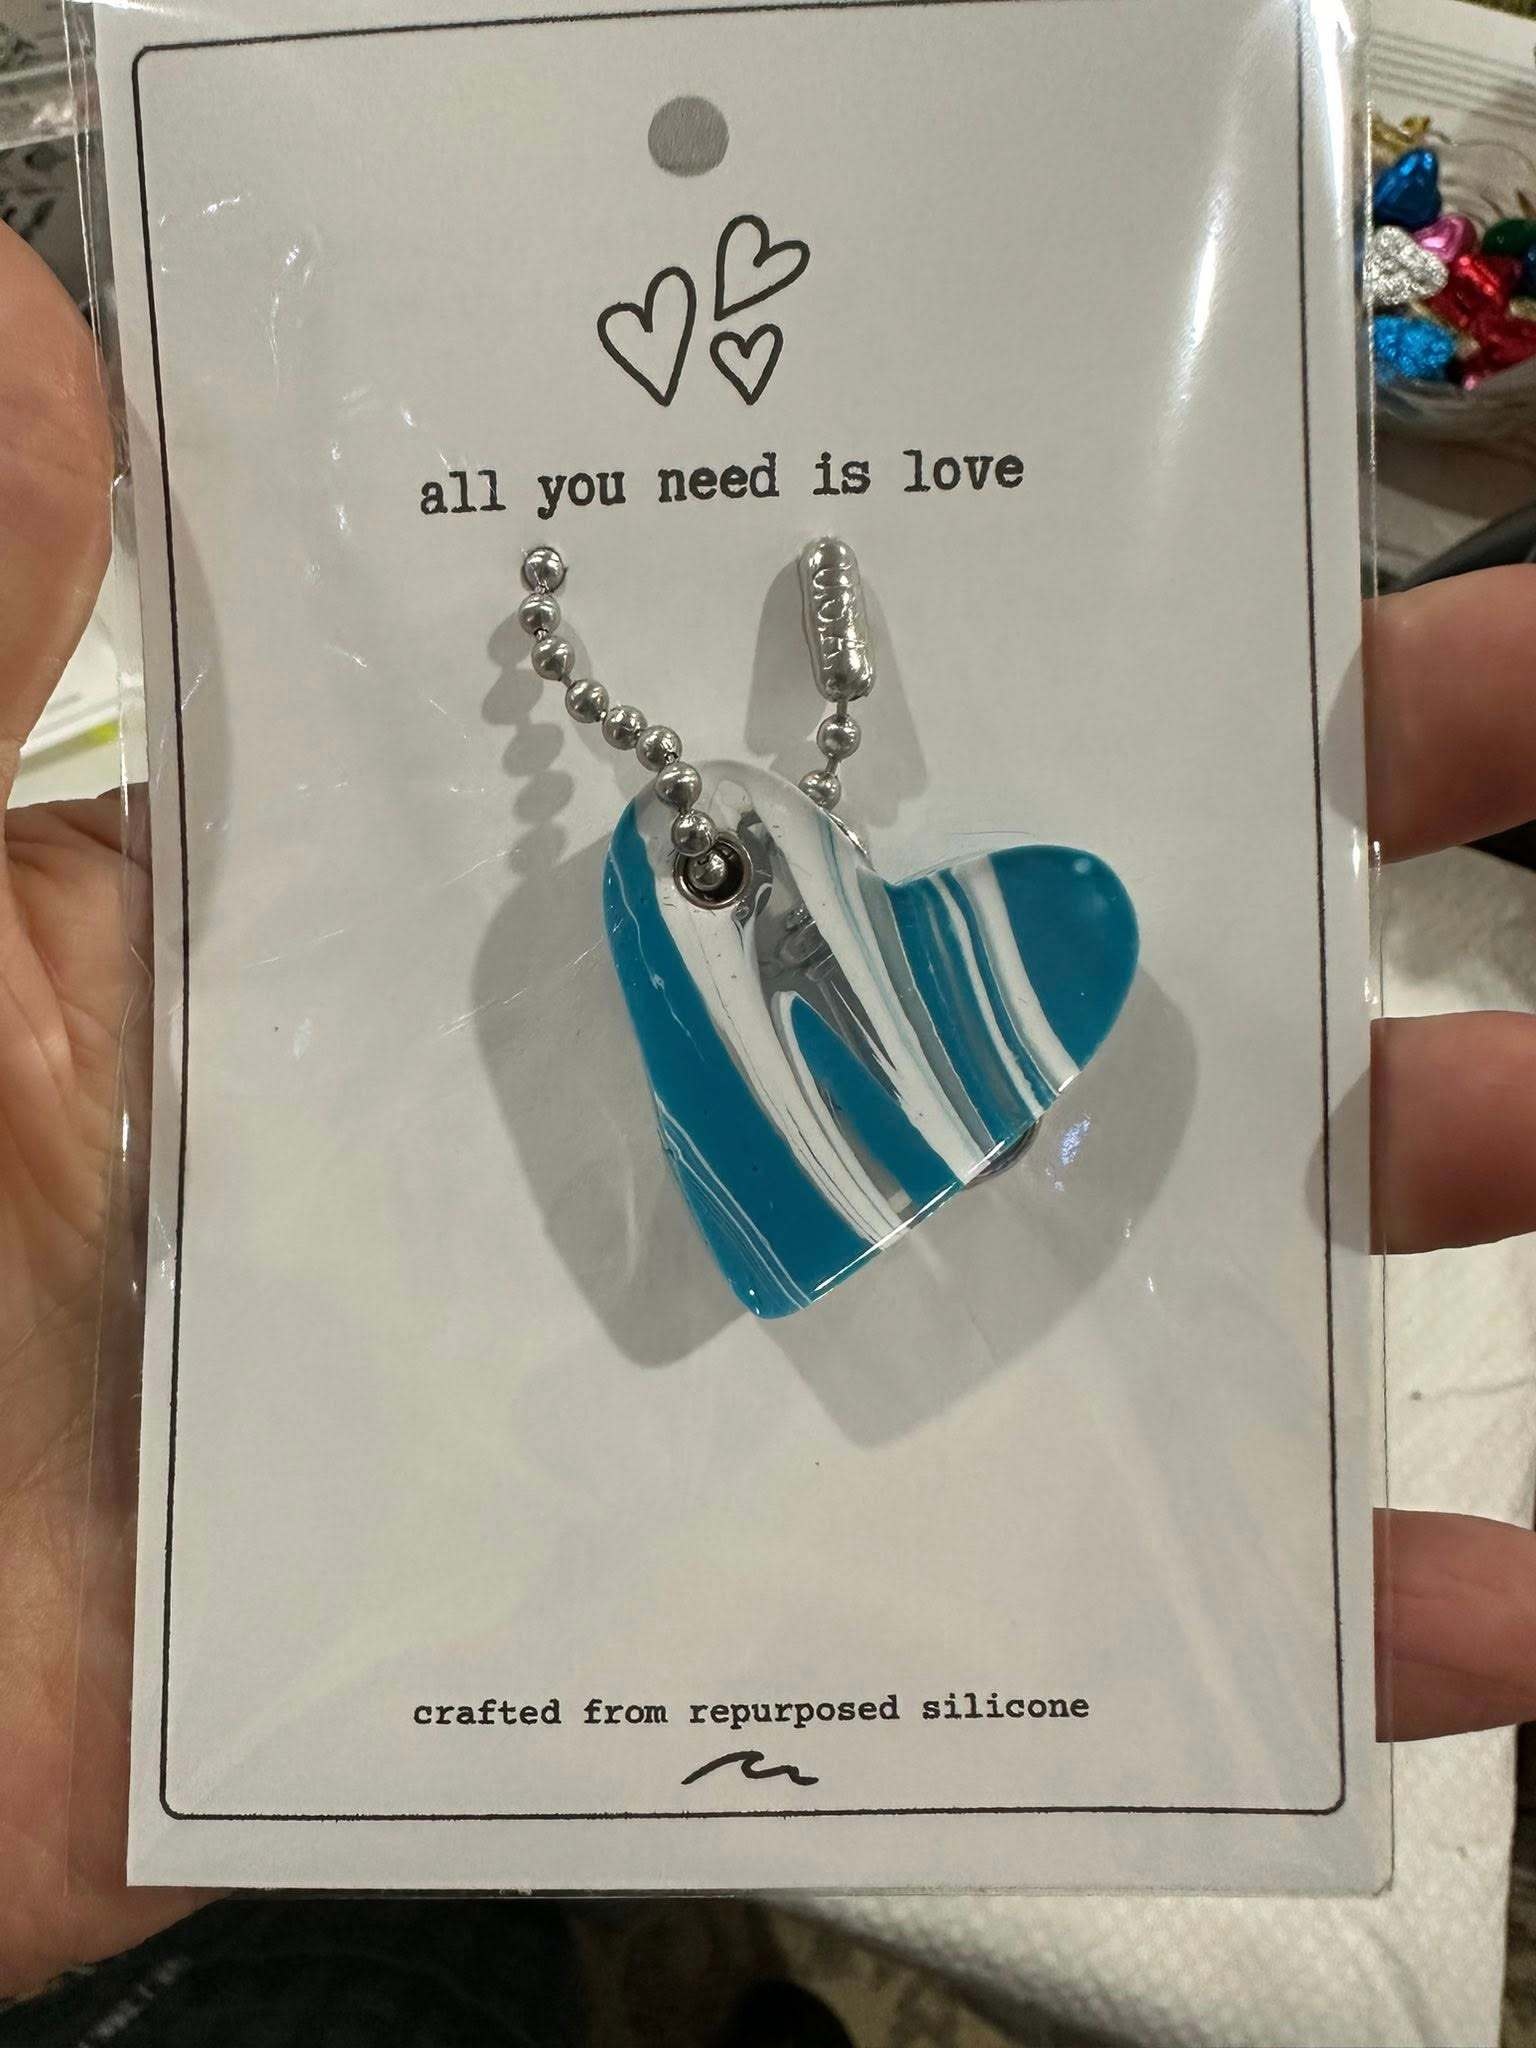 all you need is love
U.S.A.
crafted from repurposed silicone